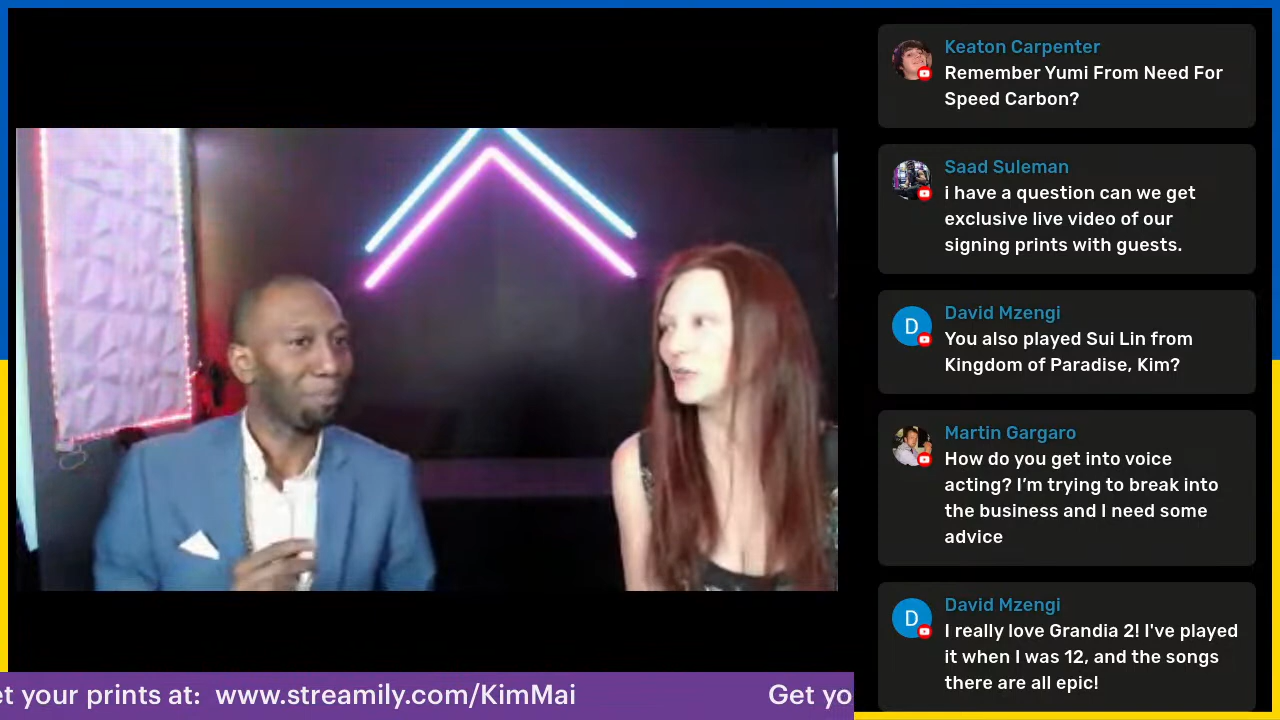 Keaton Carpenter
Remember Yumi From Need For
Speed Carbon?
Saad Suleman
i have a question can we get
exclusive live video of our
signing prints with guests.
D
David Mzengi
You also played Sui Lin from
Kingdom of Paradise, Kim?
Martin Gargaro
How do you get into voice
acting? I’m trying to break into
the business and I need some
advice
D
David Mzengi
I really love Grandia 2! I've played
it when I was 12, and the songs
there are all epic!
et your prints at: www.streamily.com/KimMai Get yo